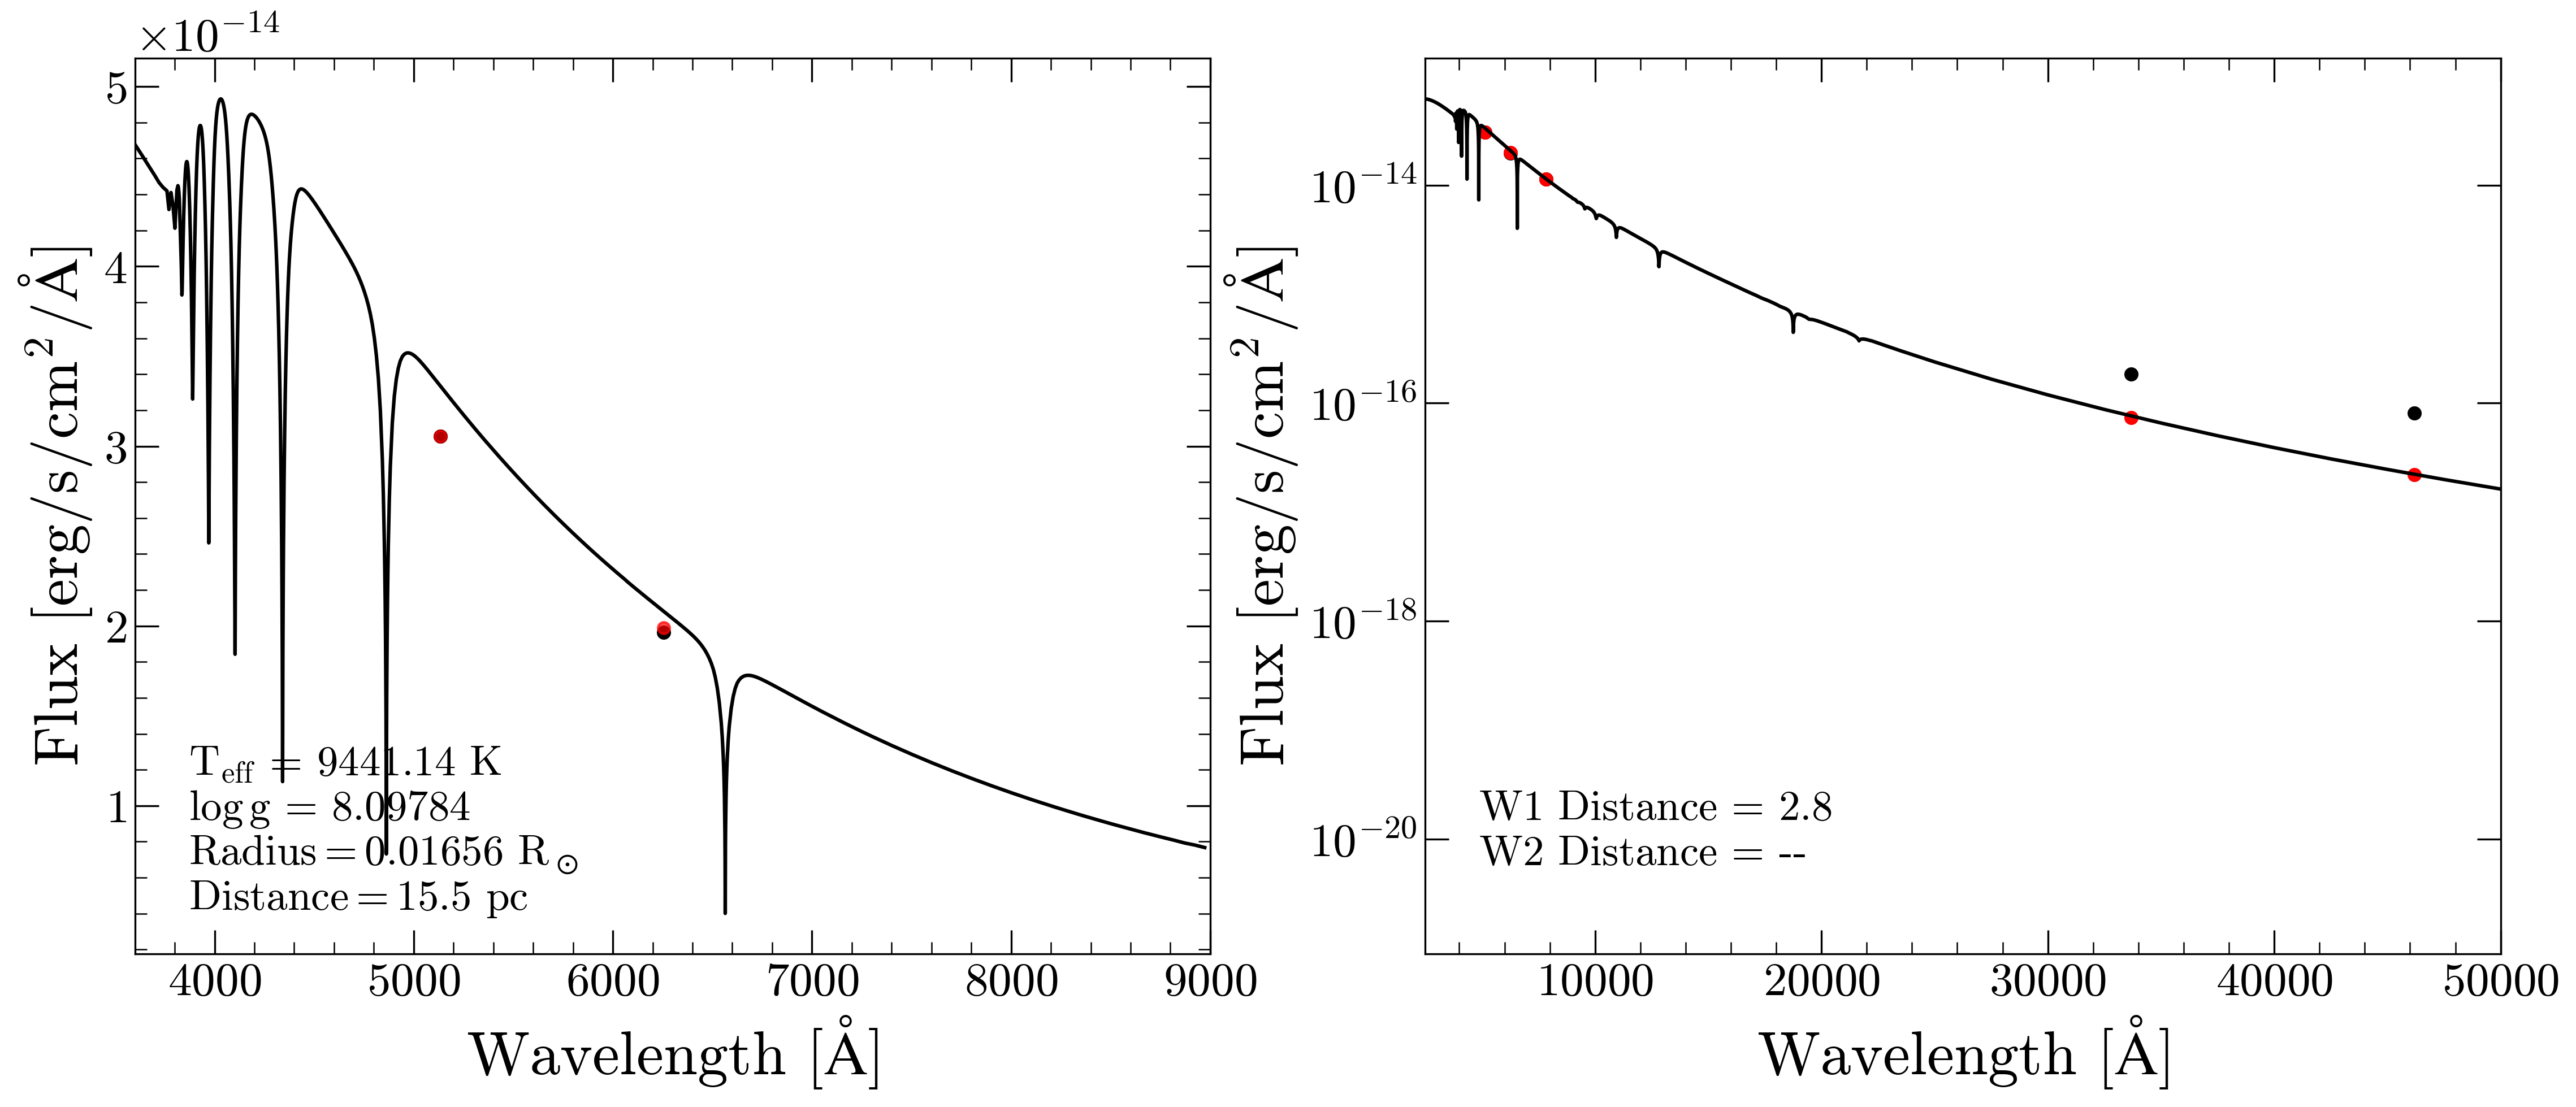 ×10⁻¹⁴
5
4
3
2
1
Flux [erg/s/cm²/Å]
T_eff = 9441.14 K
log g = 8.09784
Radius = 0.01656 R_⊙
Distance = 15.5 pc
4000 5000 6000 7000 8000 9000
Wavelength [Å]
10⁻¹⁴
10⁻¹⁶
10⁻¹⁸
10⁻²⁰
Flux [erg/s/cm²/Å]
W1 Distance = 2.8
W2 Distance = --
10000 20000 30000 40000 50000
Wavelength [Å]